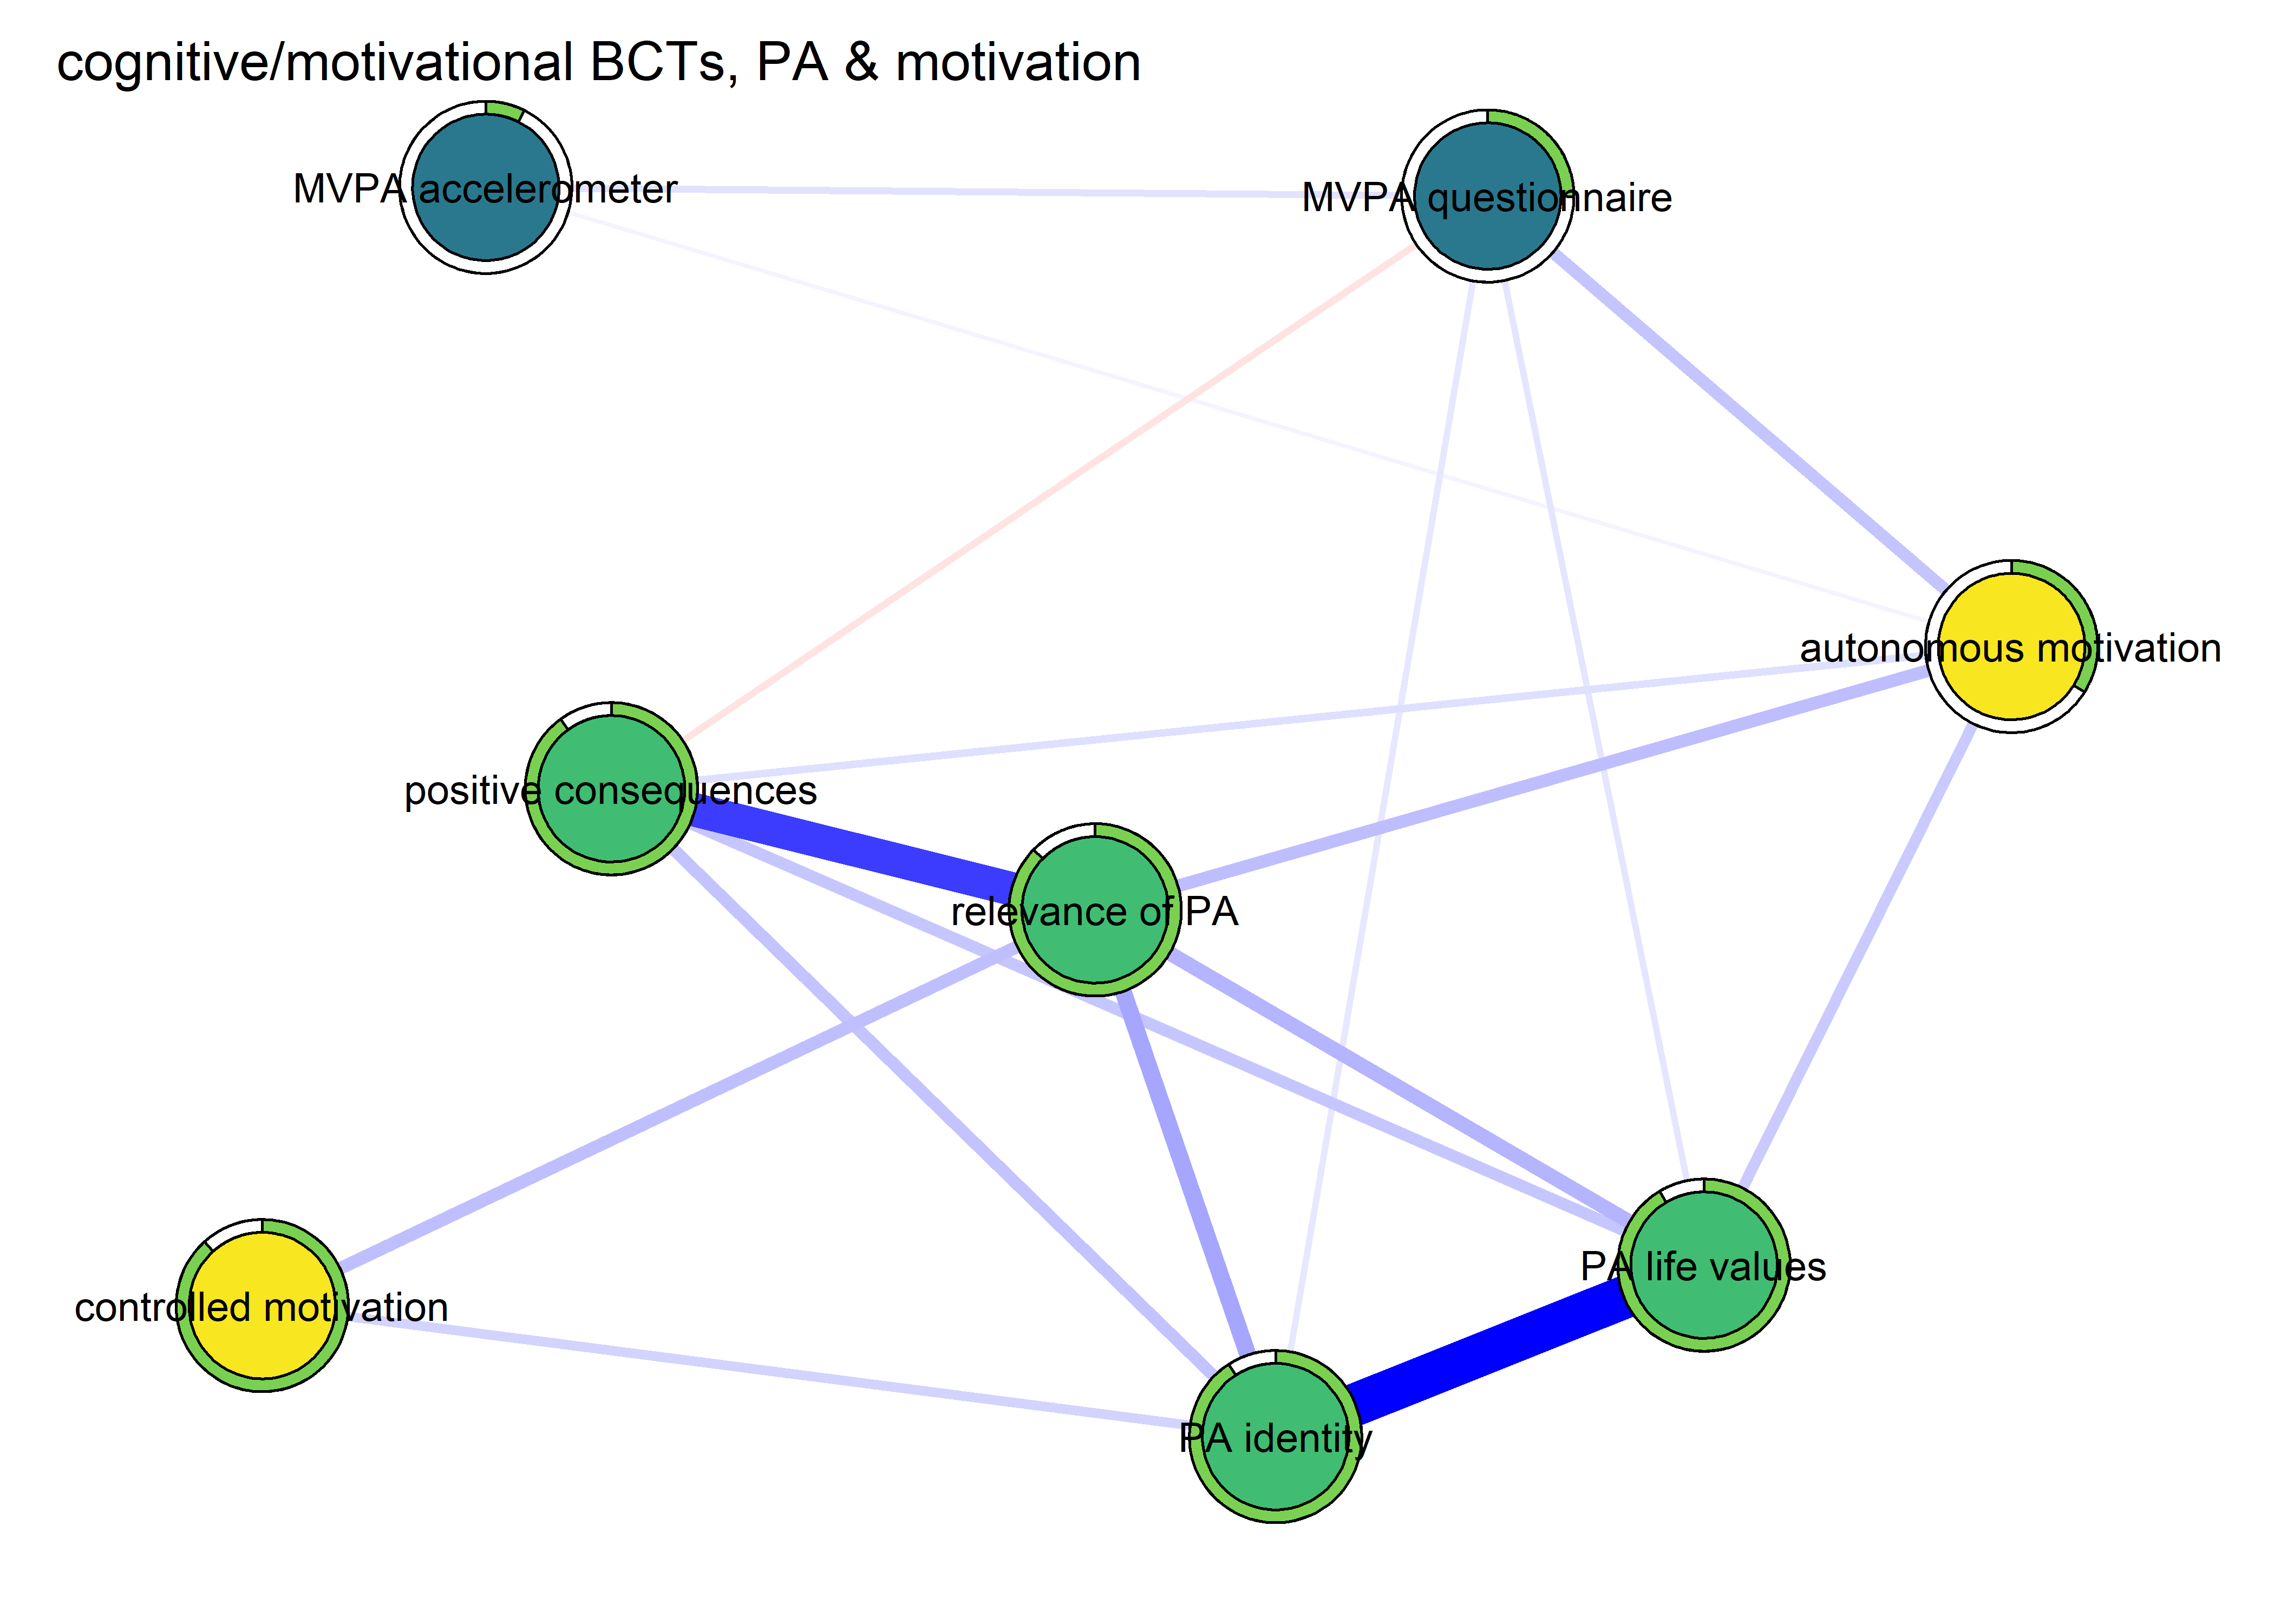 cognitive/motivational BCTs, PA & motivation
MVPA accelerometer
MVPA questionnaire
autonomous motivation
positive consequences
relevance of PA
PA life values
controlled motivation
PA identity